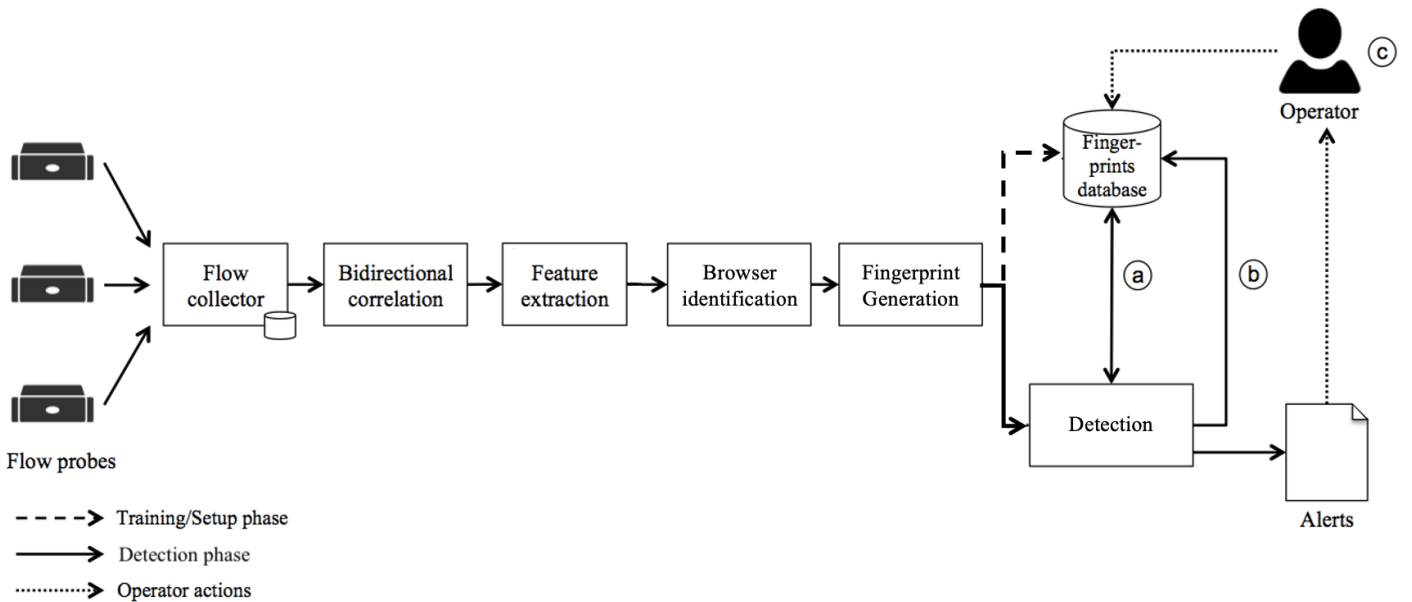 c
Operator
Finger-
prints
database
Flow
collector
Bidirectional
correlation
Feature
extraction
Browser
identification
Fingerprint
Generation
a
b
Detection
Flow probes
Alerts
Training/Setup phase
Detection phase
Operator actions